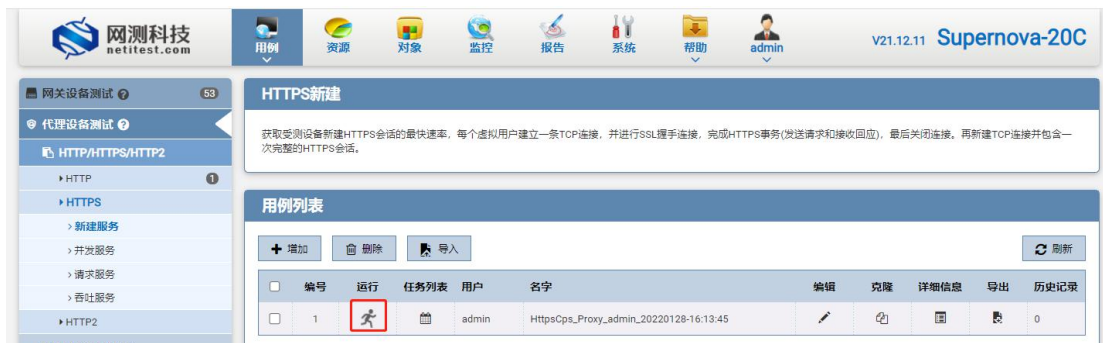 网测科技
netitest.com
用例
资源
对象
监控
报告
系统
帮助
admin
V21.12.11 Supernova-20C
网关设备测试 53
代理设备测试
HTTP/HTTPS/HTTP2
HTTP 1
HTTPS
新建服务
并发服务
请求服务
吞吐服务
HTTP2
HTTPS新建
获取受测设备新建HTTPS会话的最快速率，每个虚拟用户建立一条TCP连接，并进行SSL握手连接，完成HTTPS事务(发送请求和接收回应)，最后关闭连接。再新建TCP连接并包含一
次完整的HTTPS会话。
用例列表
增加 删除 导入 刷新
编号 运行 任务列表 用户 名字 编辑 克隆 详细信息 导出 历史记录
1 admin HttpsCps_Proxy_admin_20220128-16:13:45 0